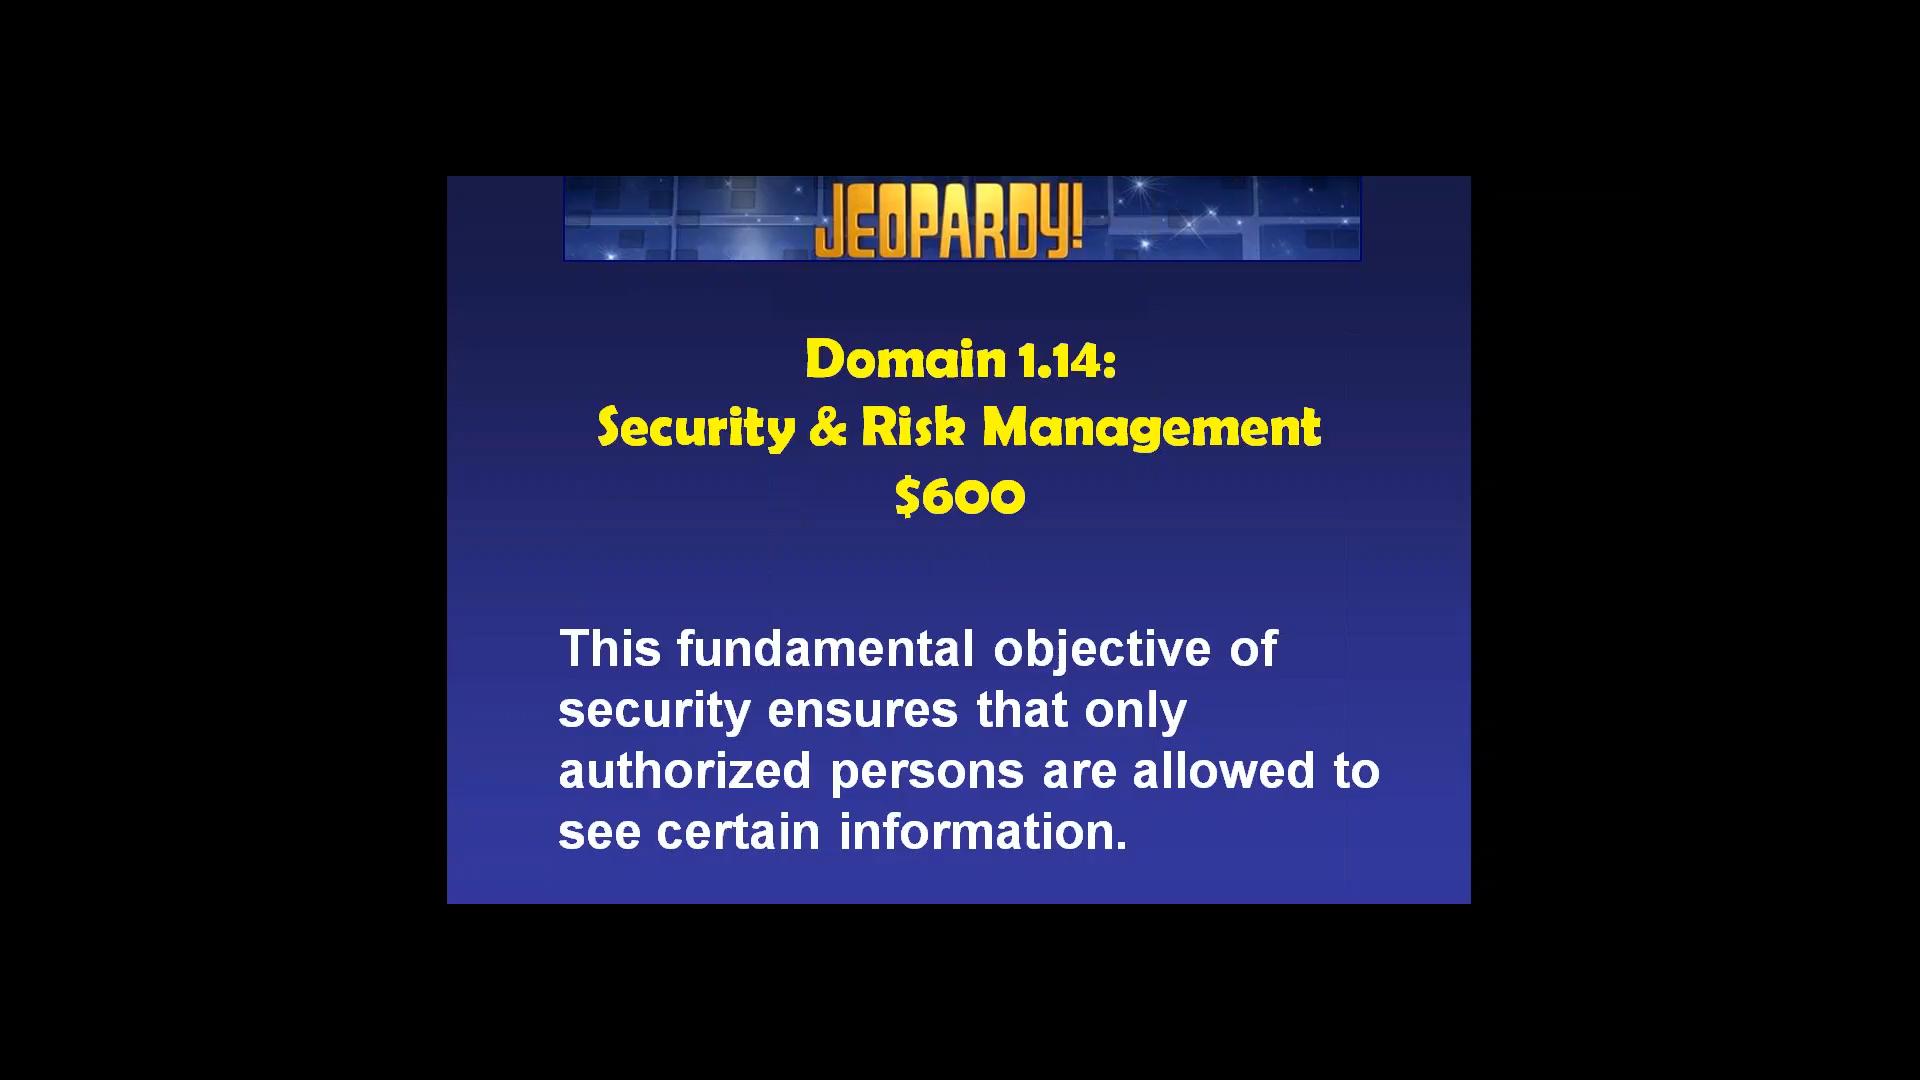 JEOPARDY!
Domain 1.14:
Security & Risk Management
$600
This fundamental objective of
security ensures that only
authorized persons are allowed to
see certain information.